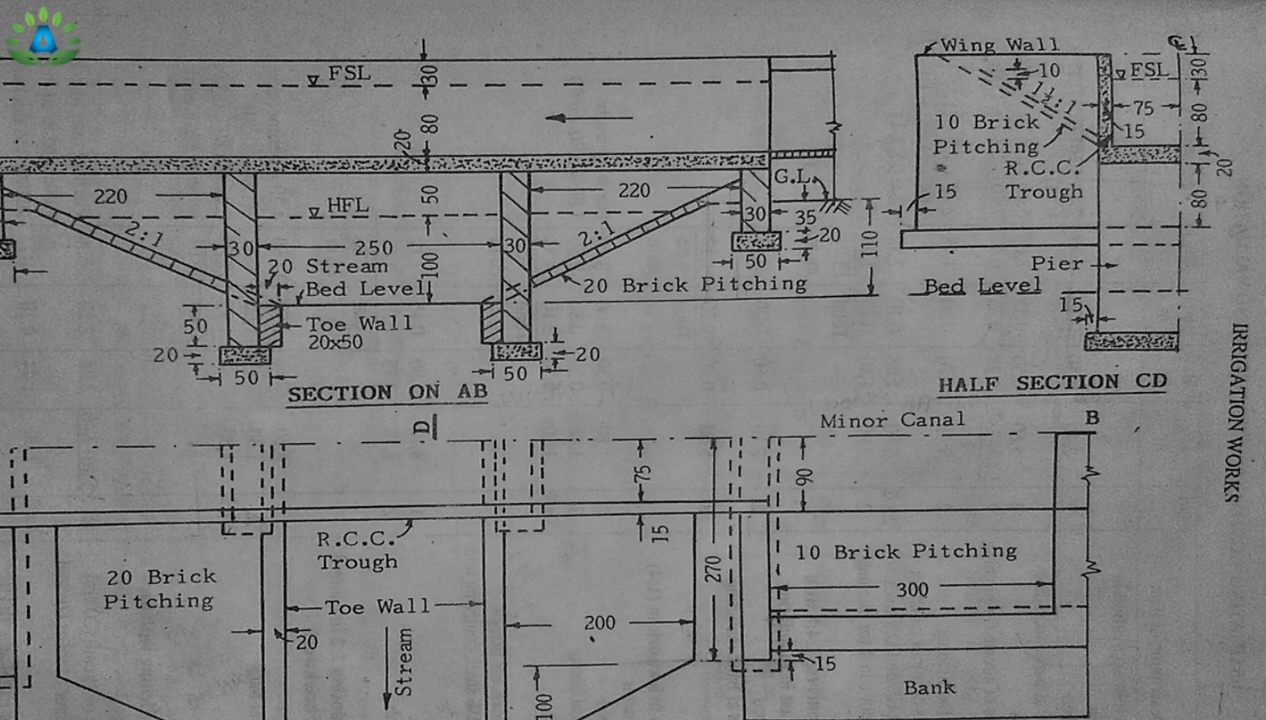 Wing Wall
C
L
30
FSL
30
10
FSL
30
1½:1
75
80
20
80
10 Brick
Pitching
15
R.C.C.
Trough
20
G.L.
220
50
220
15
80
HFL
30
35
2:1
2:1
20
110
30
250
30
20 Stream
100
50
Pier
Bed Level
20 Brick Pitching
Bed Level
15
50
Toe Wall
20x50
20
20
50
50
SECTION ON AB
HALF SECTION CD
IRRIGATION WORKS
D
Minor Canal
B
75
90
R.C.C.
Trough
15
10 Brick Pitching
20 Brick
Pitching
270
300
Toe Wall
200
20
Stream
15
100
Bank